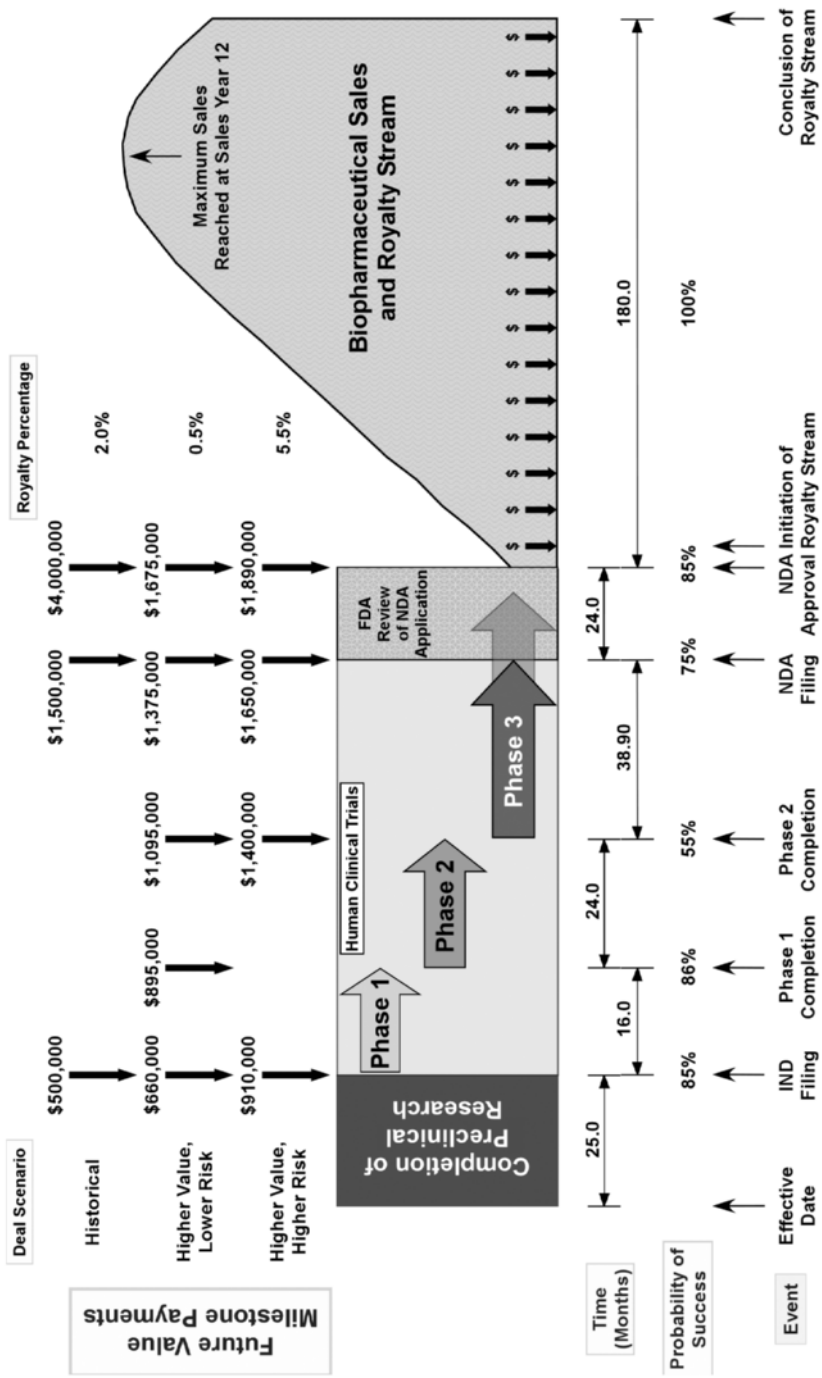 Deal Scenario
Royalty Percentage
Future Value
Milestone Payments
Historical
$500,000
$1,500,000
$4,000,000
2.0%
Higher Value,
Lower Risk
$660,000
$895,000
$1,095,000
$1,375,000
$1,675,000
0.5%
Higher Value,
Higher Risk
$910,000
$1,400,000
$1,650,000
$1,890,000
5.5%
Maximum Sales
Reached at Sales Year 12
Biopharmaceutical Sales
and Royalty Stream
Completion of
Preclinical
Research
Human Clinical Trials
Phase 1
Phase 2
Phase 3
FDA
Review
of NDA
Application
$ $ $ $ $ $ $ $ $ $ $ $ $ $ $
Time
(Months)
25.0
16.0
24.0
38.90
24.0
180.0
Probability of
Success
85%
86%
55%
75%
85%
100%
Event
Effective
Date
IND
Filing
Phase 1
Completion
Phase 2
Completion
NDA
Filing
NDA Initiation of
Approval Royalty Stream
Conclusion of
Royalty Stream